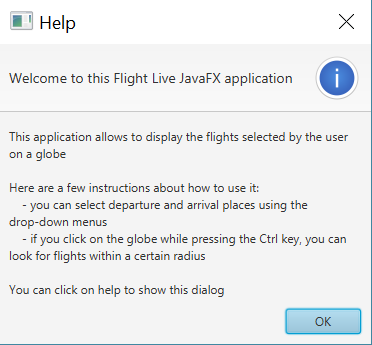 Help
Welcome to this Flight Live JavaFX application
i
This application allows to display the flights selected by the user
on a globe
Here are a few instructions about how to use it:
- you can select departure and arrival places using the
drop-down menus
- if you click on the globe while pressing the Ctrl key, you can
look for flights within a certain radius
You can click on help to show this dialog
OK